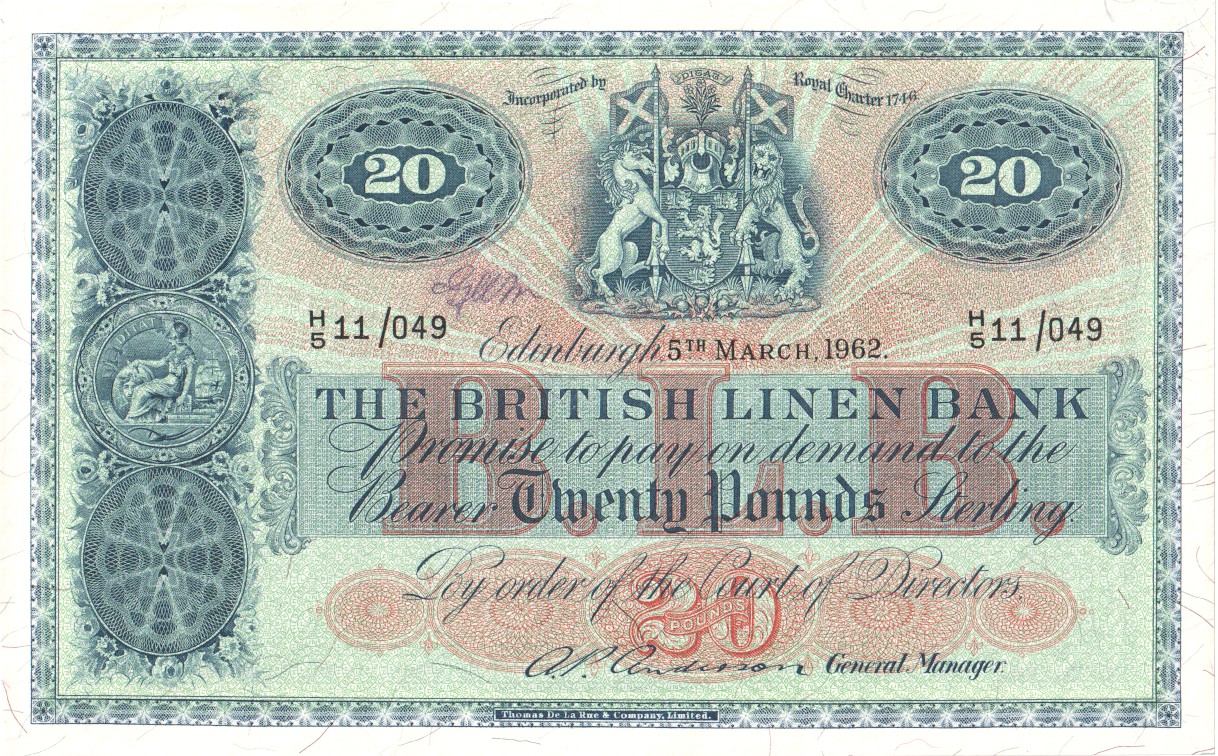 Incorporated by Royal Charter 1746.
20
20
H/5 11/049
H/5 11/049
Edinburgh 5TH MARCH, 1962.
B.L.B.
THE BRITISH LINEN BANK
Promise to pay on demand to the
Bearer Twenty Pounds Sterling.
By order of the Court of Directors.
20
POUNDS
A.P. Anderson General Manager.
Thomas De La Rue & Company, Limited.